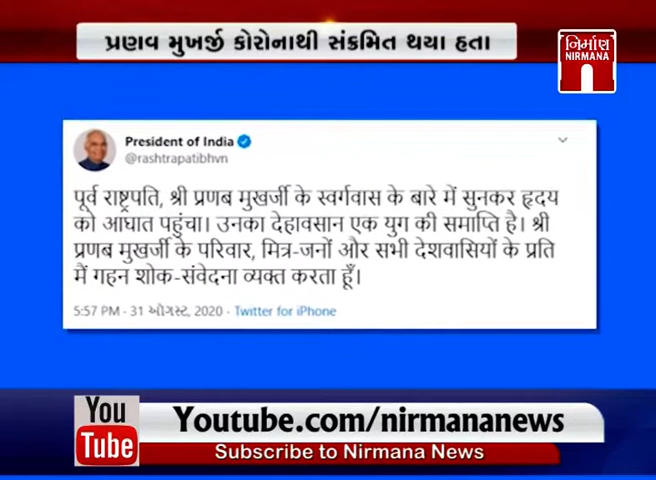 પ્રણવ મુખર્જી કોરોનાથી સંક્રમિત થયા હતા
निर्माण
NIRMANA
President of India
@rashtrapatibhvn
पूर्व राष्ट्रपति, श्री प्रणब मुखर्जी के स्वर्गवास के बारे में सुनकर हृदय
को आघात पहुंचा। उनका देहावसान एक युग की समाप्ति है। श्री
प्रणब मुखर्जी के परिवार, मित्र-जनों और सभी देशवासियों के प्रति
मैं गहन शोक-संवेदना व्यक्त करता हूँ।
5:57 PM - 31 ઑગસ્ટ, 2020 · Twitter for iPhone
You
Tube
Youtube.com/nirmananews
Subscribe to Nirmana News